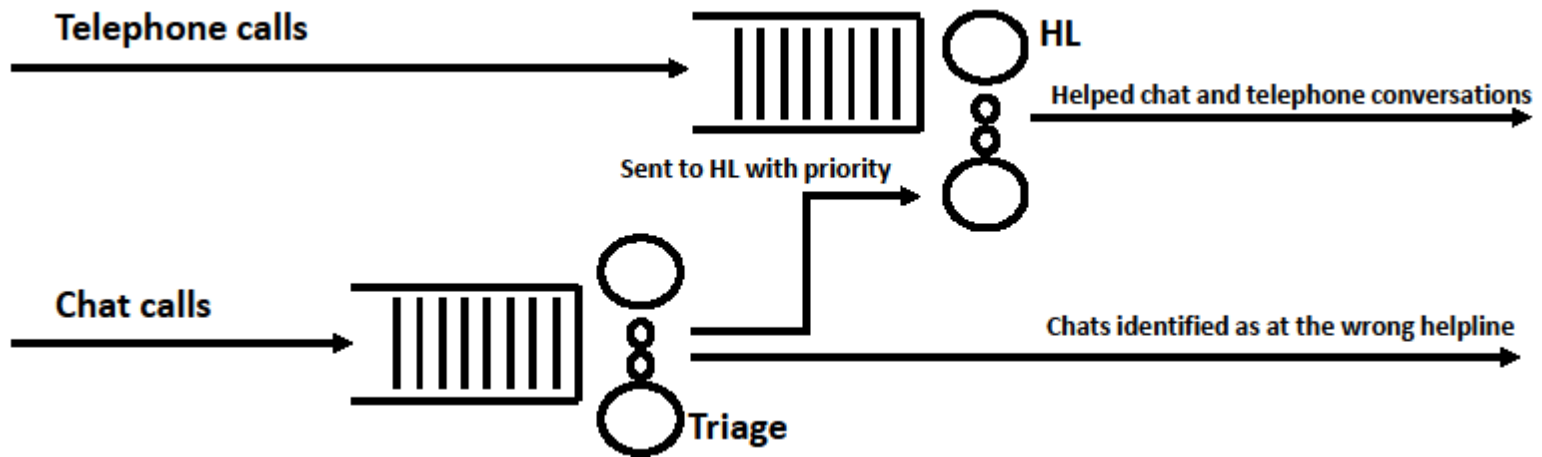 Telephone calls
HL
Helped chat and telephone conversations
Sent to HL with priority
Chat calls
Chats identified as at the wrong helpline
Triage